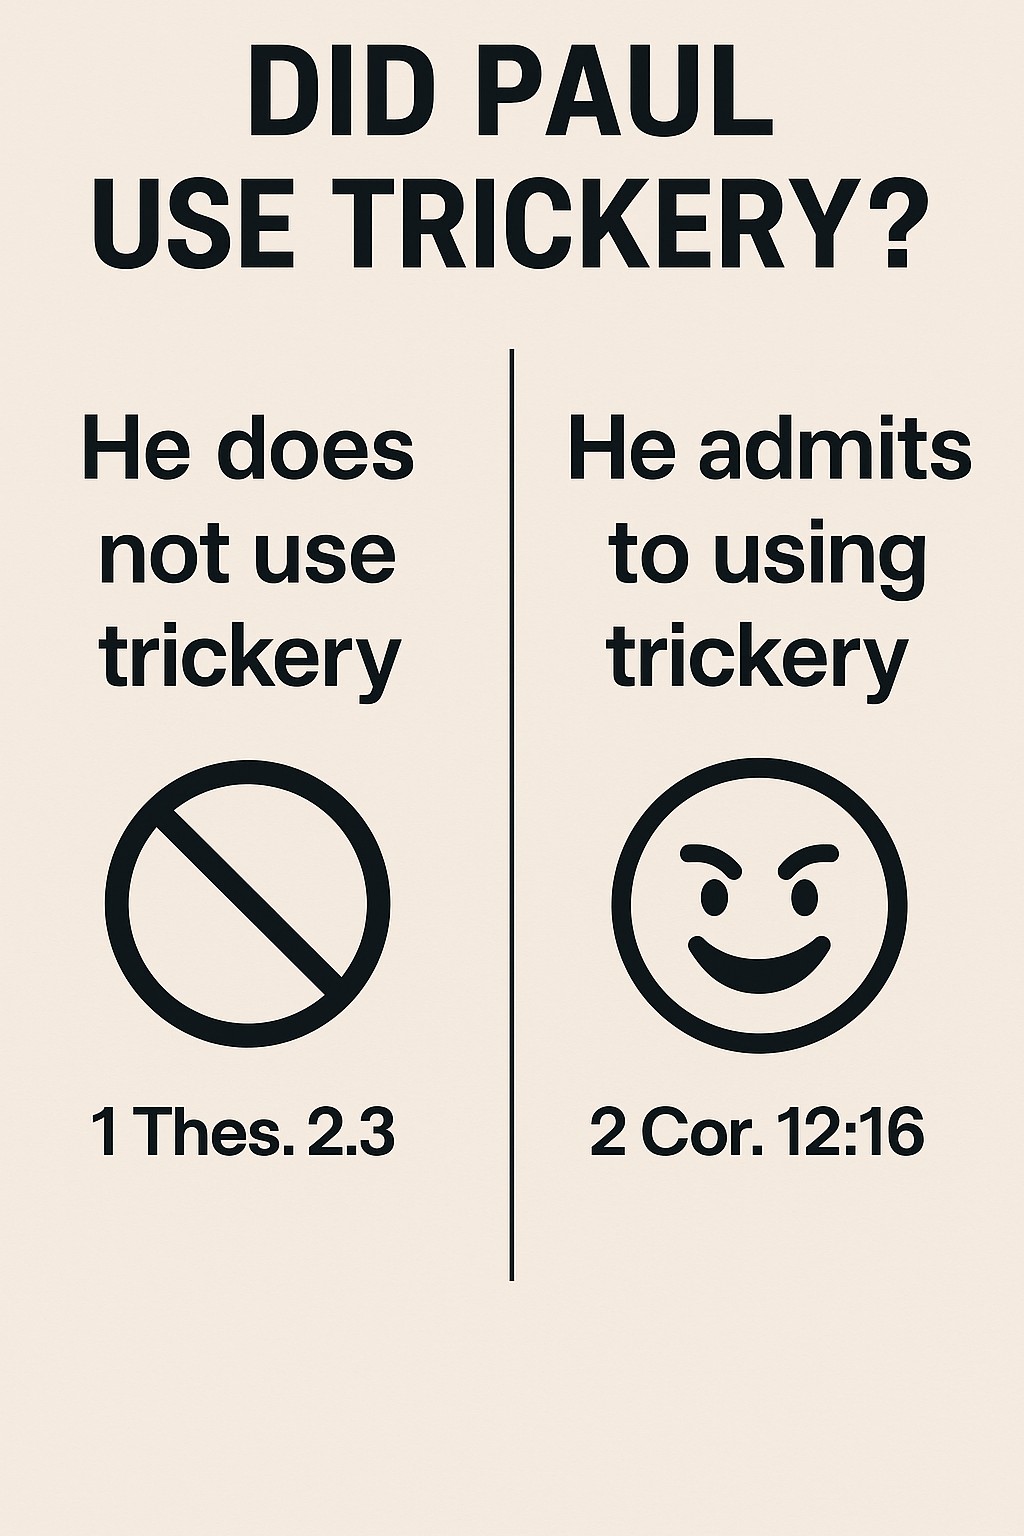 DID PAUL
USE TRICKERY?
He does
not use
trickery
1 Thes. 2.3
He admits
to using
trickery
2 Cor. 12:16